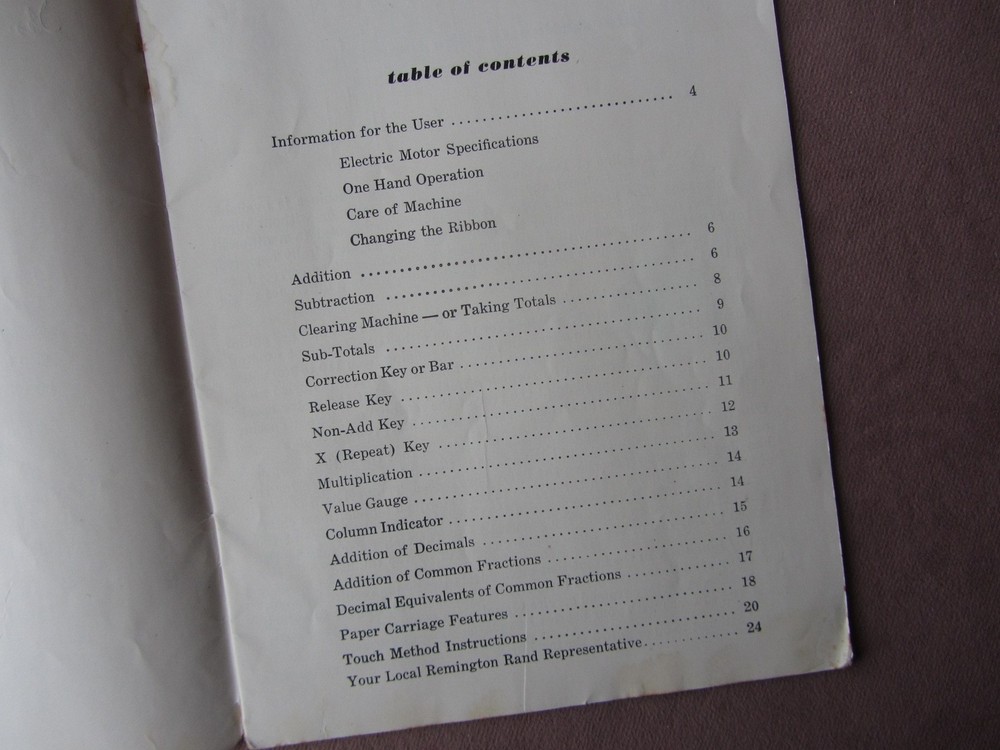 table of contents
Information for the User ........................... 4
Electric Motor Specifications
One Hand Operation
Care of Machine
Changing the Ribbon
Addition ........................... 6
Subtraction ........................... 6
Clearing Machine — or Taking Totals ........................... 8
Sub-Totals ........................... 9
Correction Key or Bar ........................... 10
Release Key ........................... 10
Non-Add Key ........................... 11
X (Repeat) Key ........................... 12
Multiplication ........................... 13
Value Gauge ........................... 14
Column Indicator ........................... 14
Addition of Decimals ........................... 15
Addition of Common Fractions ........................... 16
Decimal Equivalents of Common Fractions ........................... 17
Paper Carriage Features ........................... 18
Touch Method Instructions ........................... 20
Your Local Remington Rand Representative ........................... 24